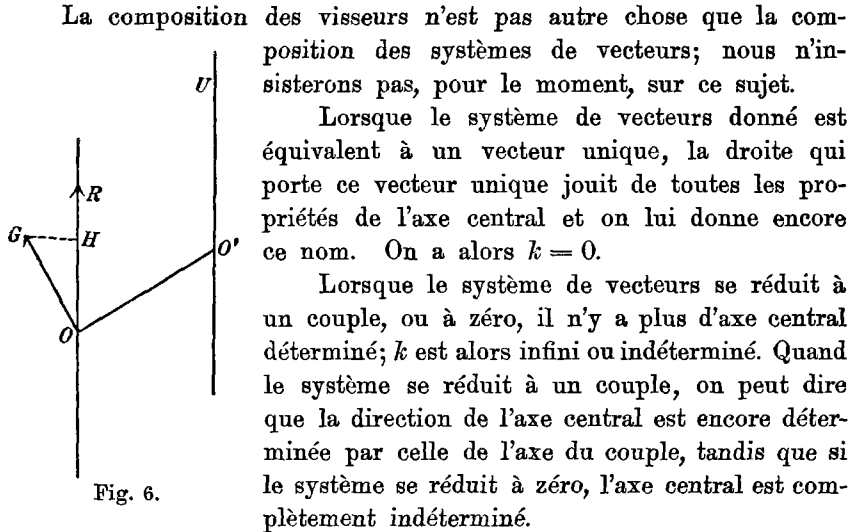 La composition des visseurs n'est pas autre chose que la com-
position des systèmes de vecteurs; nous n'in-
sisterons pas, pour le moment, sur ce sujet.
Lorsque le système de vecteurs donné est
équivalent à un vecteur unique, la droite qui
porte ce vecteur unique jouit de toutes les pro-
priétés de l'axe central et on lui donne encore
ce nom. On a alors k = 0.
Lorsque le système de vecteurs se réduit à
un couple, ou à zéro, il n'y a plus d'axe central
déterminé; k est alors infini ou indéterminé. Quand
le système se réduit à un couple, on peut dire
que la direction de l'axe central est encore déter-
minée par celle de l'axe du couple, tandis que si
le système se réduit à zéro, l'axe central est com-
plètement indéterminé.
U
R
G
H
O'
O
Fig. 6.